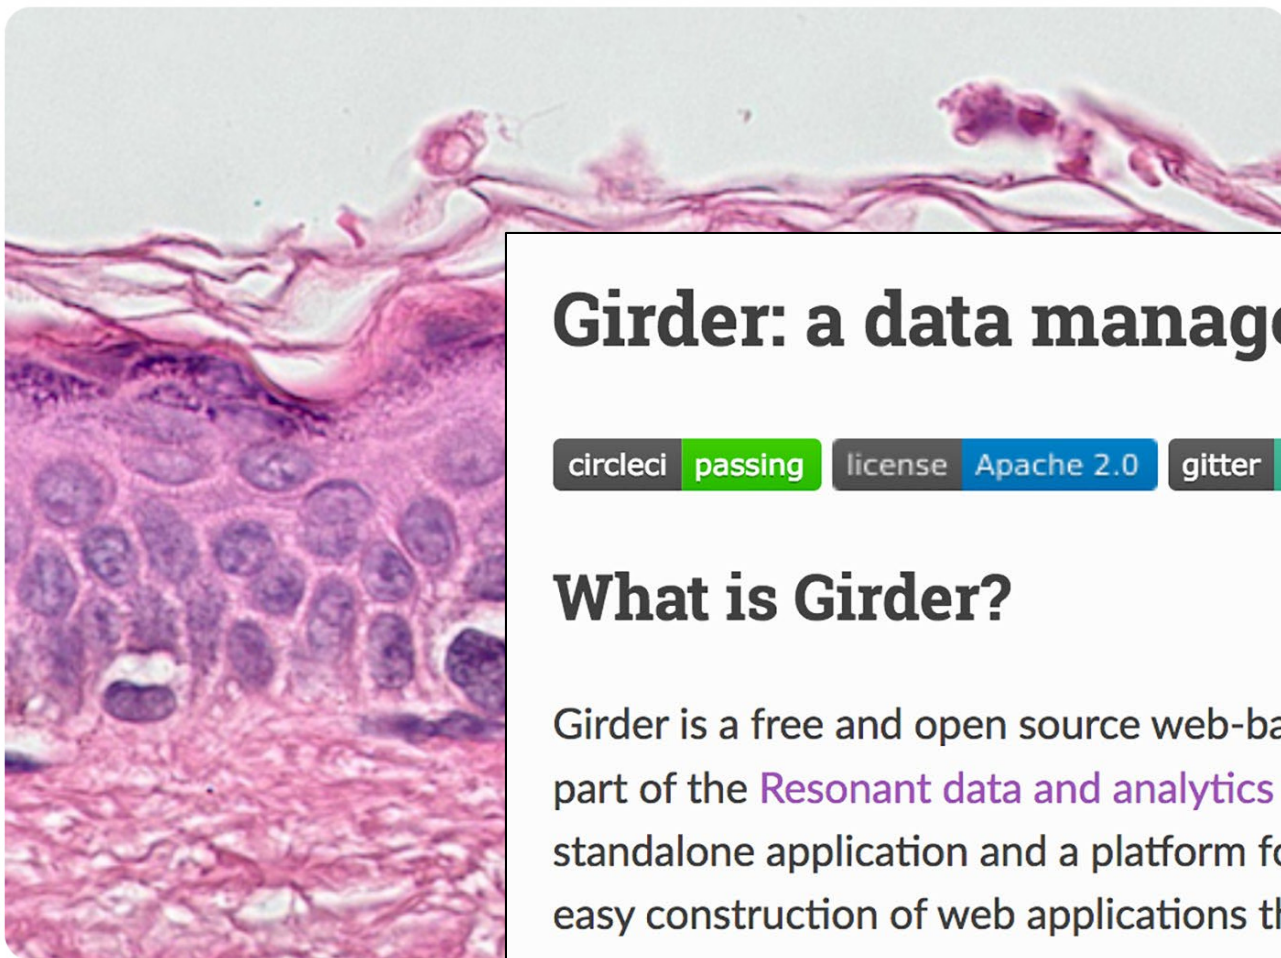 Girder: a data manag
circleci passing license Apache 2.0 gitter
What is Girder?
Girder is a free and open source web-ba
part of the Resonant data and analytics
standalone application and a platform fo
easy construction of web applications th